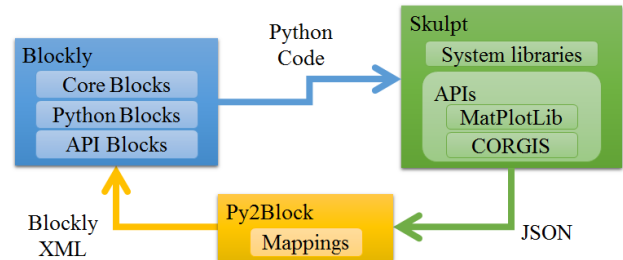 Blockly
Core Blocks
Python Blocks
API Blocks
Python
Code
Skulpt
System libraries
APIs
MatPlotLib
CORGIS
JSON
Py2Block
Mappings
Blockly
XML